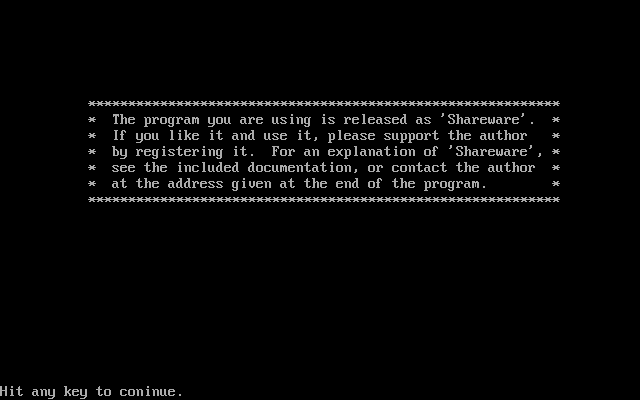 ***********************************************************
*  The program you are using is released as 'Shareware'.  *
*  If you like it and use it, please support the author   *
*  by registering it.  For an explanation of 'Shareware', *
*  see the included documentation, or contact the author  *
*  at the address given at the end of the program.        *
***********************************************************
Hit any key to coninue.